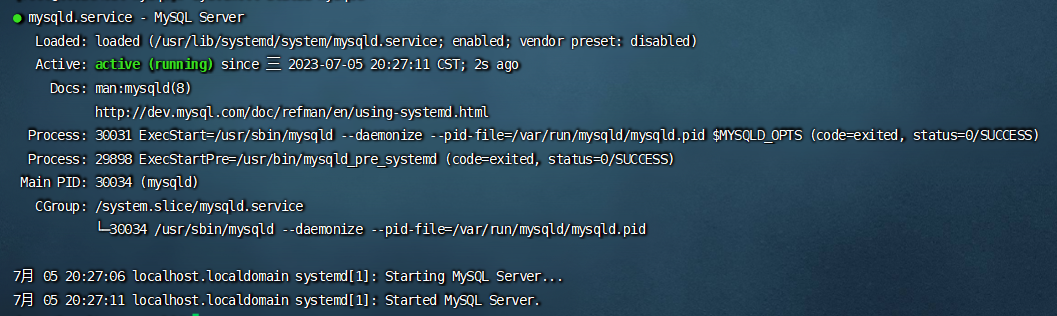 ● mysqld.service - MySQL Server
Loaded: loaded (/usr/lib/systemd/system/mysqld.service; enabled; vendor preset: disabled)
Active: active (running) since 三 2023-07-05 20:27:11 CST; 2s ago
Docs: man:mysqld(8)
http://dev.mysql.com/doc/refman/en/using-systemd.html
Process: 30031 ExecStart=/usr/sbin/mysqld --daemonize --pid-file=/var/run/mysqld/mysqld.pid $MYSQLD_OPTS (code=exited, status=0/SUCCESS)
Process: 29898 ExecStartPre=/usr/bin/mysqld_pre_systemd (code=exited, status=0/SUCCESS)
Main PID: 30034 (mysqld)
CGroup: /system.slice/mysqld.service
└─30034 /usr/sbin/mysqld --daemonize --pid-file=/var/run/mysqld/mysqld.pid
7月 05 20:27:06 localhost.localdomain systemd[1]: Starting MySQL Server...
7月 05 20:27:11 localhost.localdomain systemd[1]: Started MySQL Server.